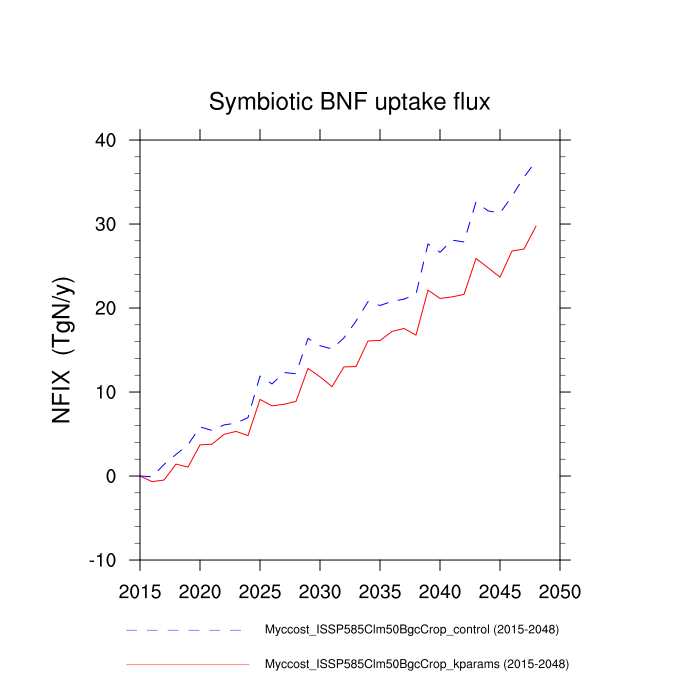 Symbiotic BNF uptake flux
40
30
20
10
0
-10
NFIX (TgN/y)
2015 2020 2025 2030 2035 2040 2045 2050
Myccost_ISSP585Clm50BgcCrop_control (2015-2048)
Myccost_ISSP585Clm50BgcCrop_kparams (2015-2048)